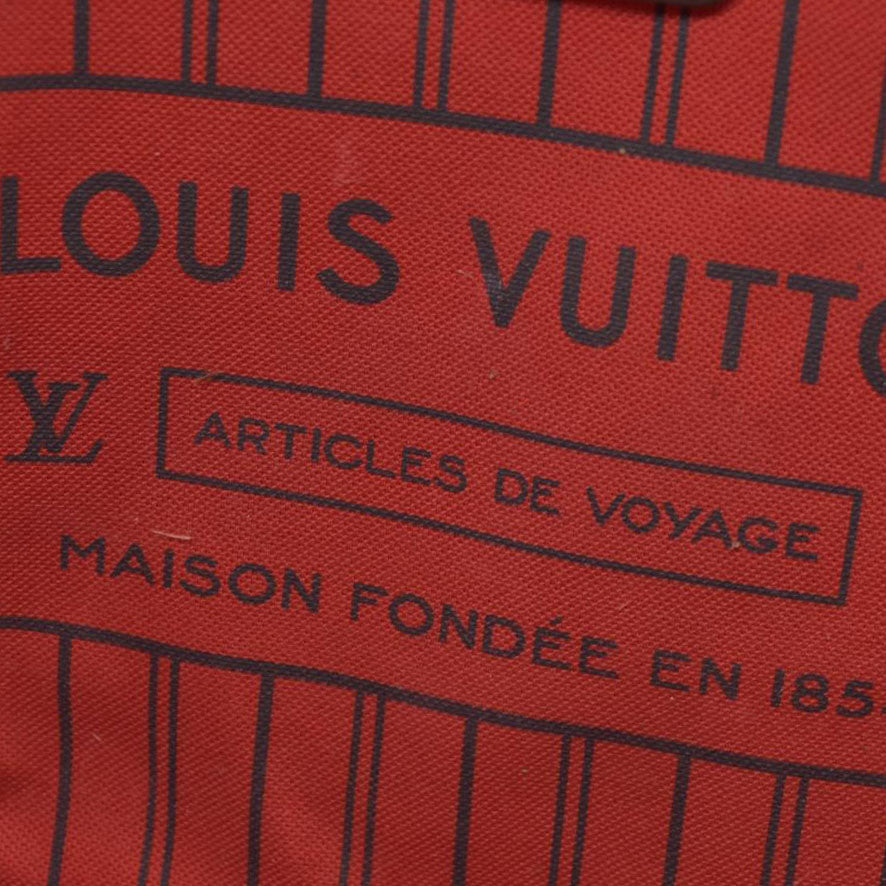 LOUIS VUITTO
LV
ARTICLES DE VOYAGE
MAISON FONDÉE EN 185